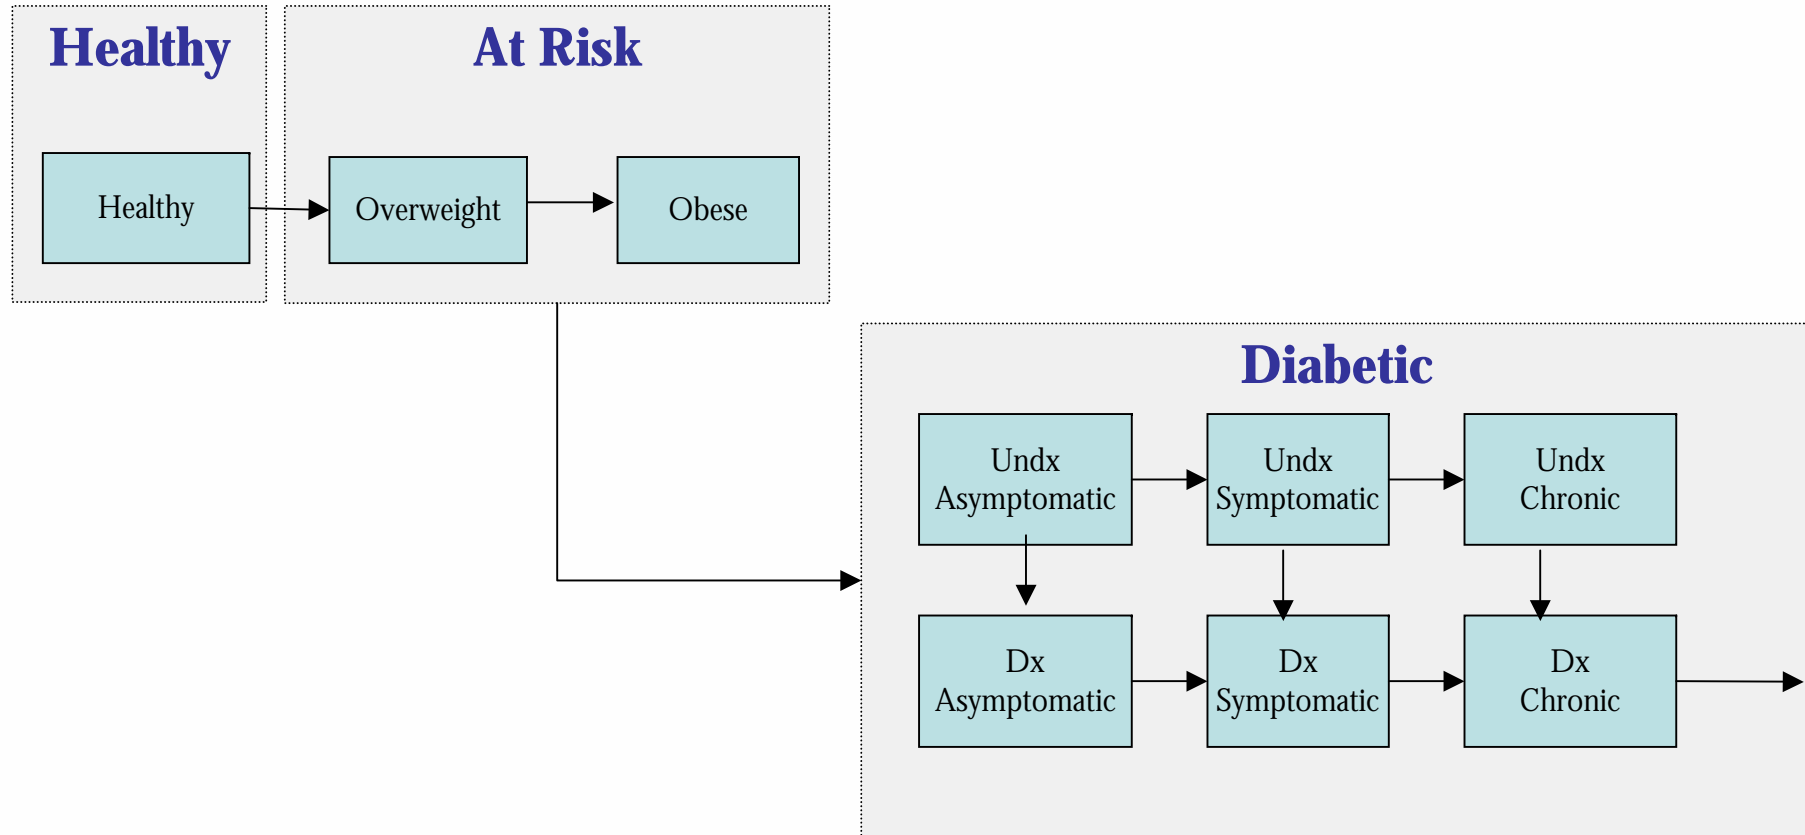 Healthy
At Risk
Healthy
Overweight
Obese
Diabetic
Undx
Asymptomatic
Undx
Symptomatic
Undx
Chronic
Dx
Asymptomatic
Dx
Symptomatic
Dx
Chronic